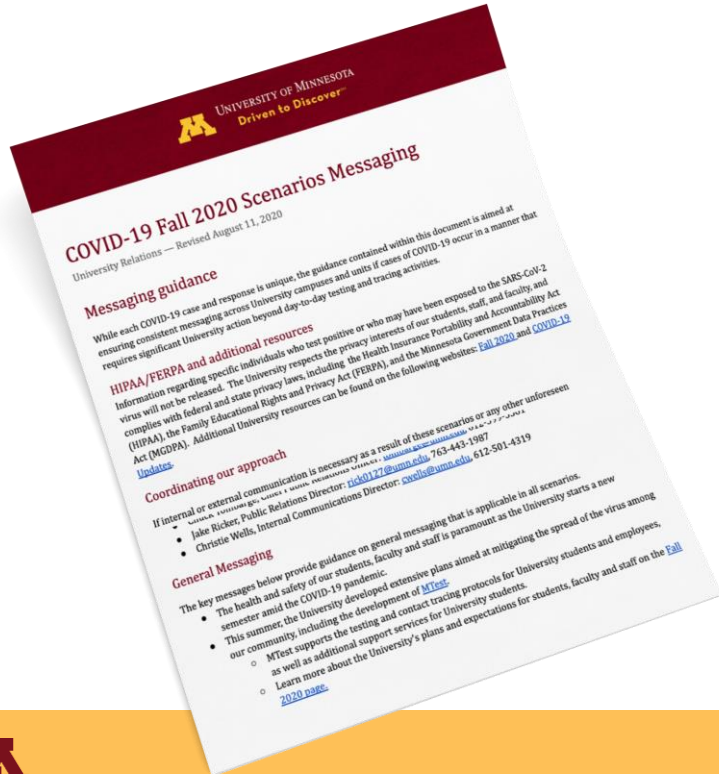 UNIVERSITY OF MINNESOTA
Driven to Discover℠
COVID-19 Fall 2020 Scenarios Messaging
University Relations — Revised August 11, 2020
Messaging guidance
While each COVID-19 case and response is unique, the guidance contained within this document is aimed at
ensuring consistent messaging across University campuses and units if cases of COVID-19 occur in a manner that
requires significant University action beyond day-to-day testing and tracing activities.
HIPAA/FERPA and additional resources
Information regarding specific individuals who test positive or who may have been exposed to the SARS-CoV-2
virus will not be released. The University respects the privacy interests of our students, staff, and faculty, and
complies with federal and state privacy laws, including the Health Insurance Portability and Accountability Act
(HIPAA), the Family Educational Rights and Privacy Act (FERPA), and the Minnesota Government Data Practices
Act (MGDPA). Additional University resources can be found on the following websites: Fall 2020 and COVID-19
Updates.
Coordinating our approach
If internal or external communication is necessary as a result of these scenarios or any other unforeseen
• Jake Ricker, Public Relations Director: rick0127@umn.edu, 763-443-1987
• Christie Wells, Internal Communications Director: cwells@umn.edu, 612-501-4319
General Messaging
The key messages below provide guidance on general messaging that is applicable in all scenarios.
• The health and safety of our students, faculty and staff is paramount as the University starts a new
semester amid the COVID-19 pandemic.
• This summer, the University developed extensive plans aimed at mitigating the spread of the virus among
our community, including the development of MTest.
○ MTest supports the testing and contact tracing protocols for University students and employees,
as well as additional support services for University students.
○ Learn more about the University's plans and expectations for students, faculty and staff on the Fall
2020 page.